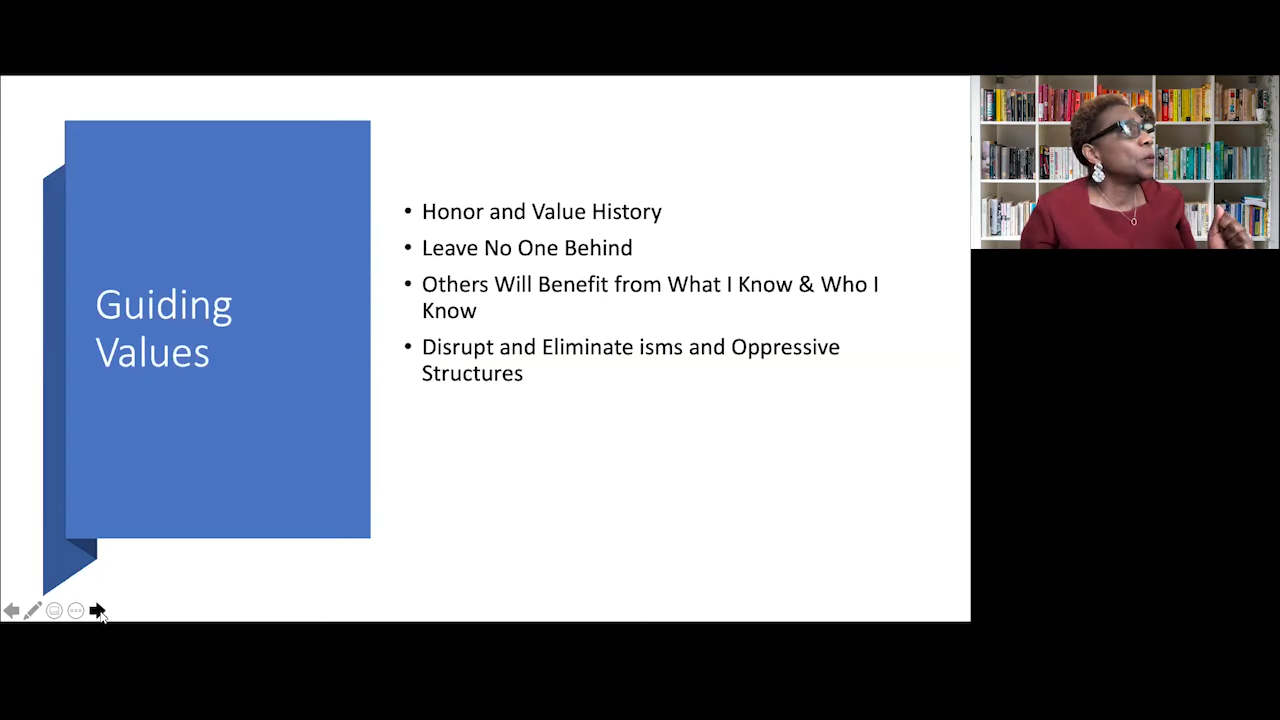 Guiding
Values
• Honor and Value History
• Leave No One Behind
• Others Will Benefit from What I Know & Who I
Know
• Disrupt and Eliminate isms and Oppressive
Structures